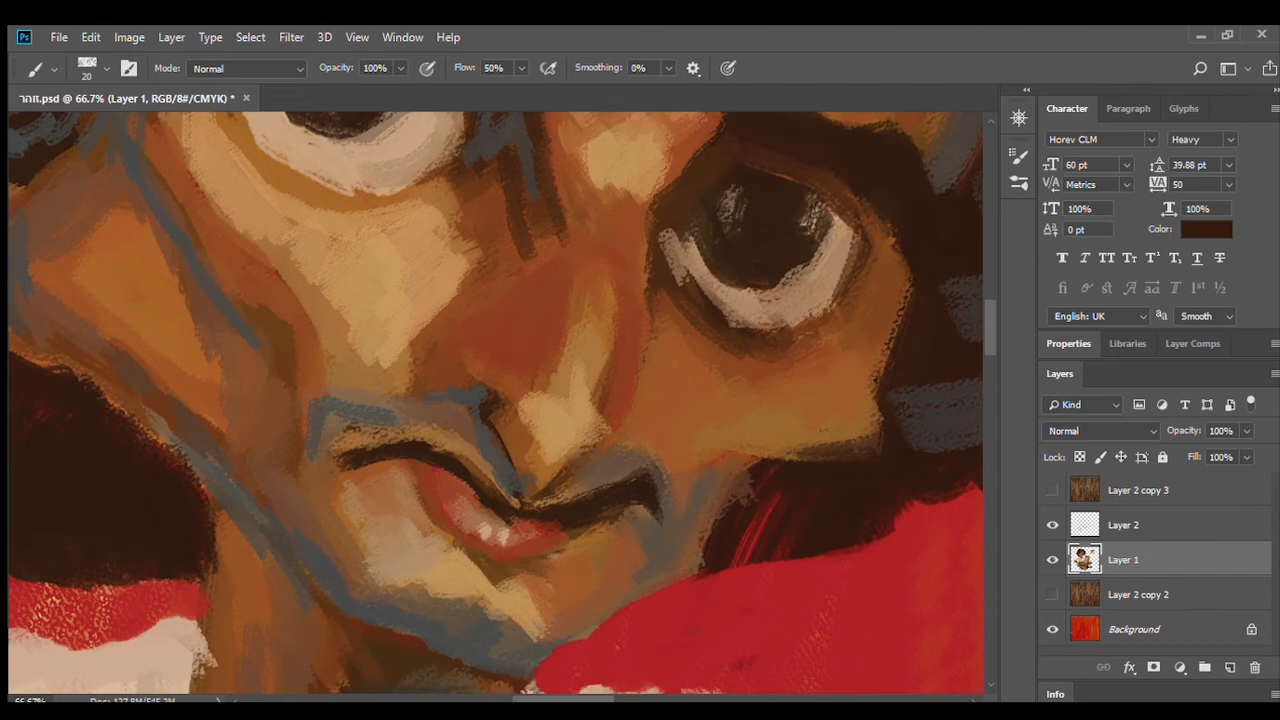 Ps File Edit Image Layer Type Select Filter 3D View Window Help
20 Mode: Normal Opacity: 100% Flow: 50% Smoothing: 0%
זוהר.psd @ 66.7% (Layer 1, RGB/8#/CMYK) *
Character Paragraph Glyphs
Horev CLM Heavy
60 pt 39.88 pt
Metrics 50
100% 100%
0 pt Color:
English: UK Smooth
Properties Libraries Layer Comps
Layers
Kind
Normal Opacity: 100%
Lock: Fill: 100%
Layer 2 copy 3
Layer 2
Layer 1
Layer 2 copy 2
Background
Info